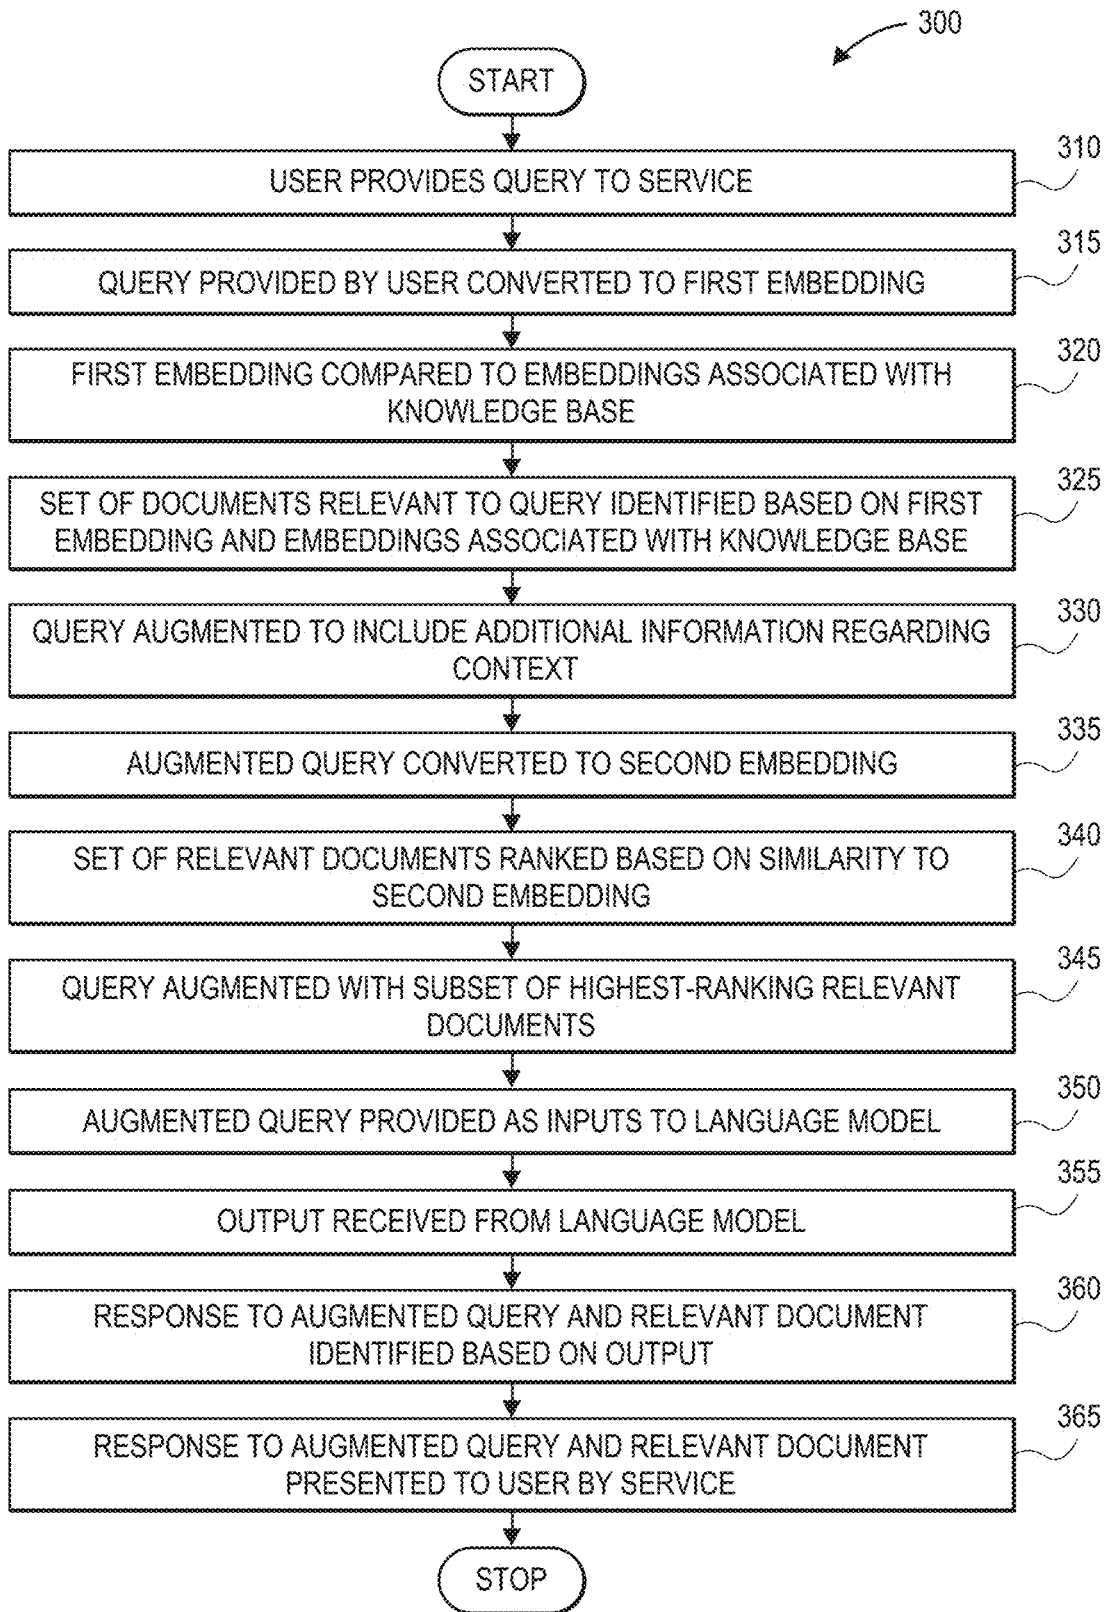 300
START
310
USER PROVIDES QUERY TO SERVICE
315
QUERY PROVIDED BY USER CONVERTED TO FIRST EMBEDDING
320
FIRST EMBEDDING COMPARED TO EMBEDDINGS ASSOCIATED WITH
KNOWLEDGE BASE
325
SET OF DOCUMENTS RELEVANT TO QUERY IDENTIFIED BASED ON FIRST
EMBEDDING AND EMBEDDINGS ASSOCIATED WITH KNOWLEDGE BASE
330
QUERY AUGMENTED TO INCLUDE ADDITIONAL INFORMATION REGARDING
CONTEXT
335
AUGMENTED QUERY CONVERTED TO SECOND EMBEDDING
340
SET OF RELEVANT DOCUMENTS RANKED BASED ON SIMILARITY TO
SECOND EMBEDDING
345
QUERY AUGMENTED WITH SUBSET OF HIGHEST-RANKING RELEVANT
DOCUMENTS
350
AUGMENTED QUERY PROVIDED AS INPUTS TO LANGUAGE MODEL
355
OUTPUT RECEIVED FROM LANGUAGE MODEL
360
RESPONSE TO AUGMENTED QUERY AND RELEVANT DOCUMENT
IDENTIFIED BASED ON OUTPUT
365
RESPONSE TO AUGMENTED QUERY AND RELEVANT DOCUMENT
PRESENTED TO USER BY SERVICE
STOP